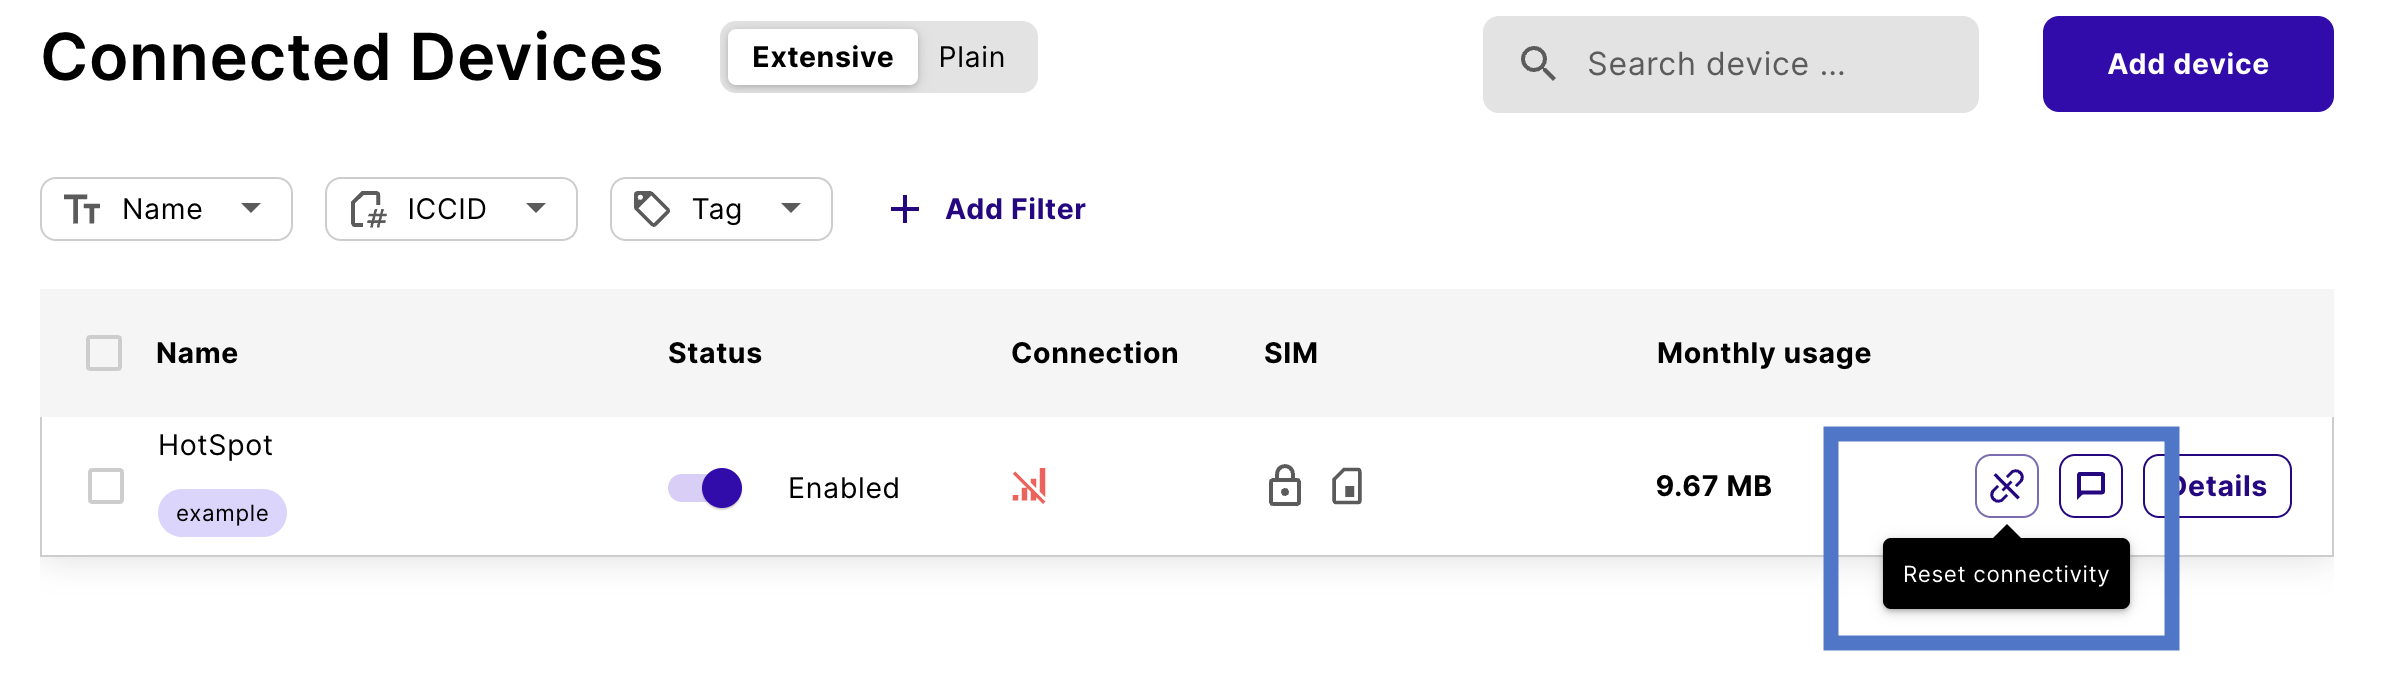 Connected Devices
Extensive
Plain
Search device ...
Add device
Name
ICCID
Tag
+ Add Filter
Name
Status
Connection
SIM
Monthly usage
HotSpot
example
Enabled
9.67 MB
Details
Reset connectivity